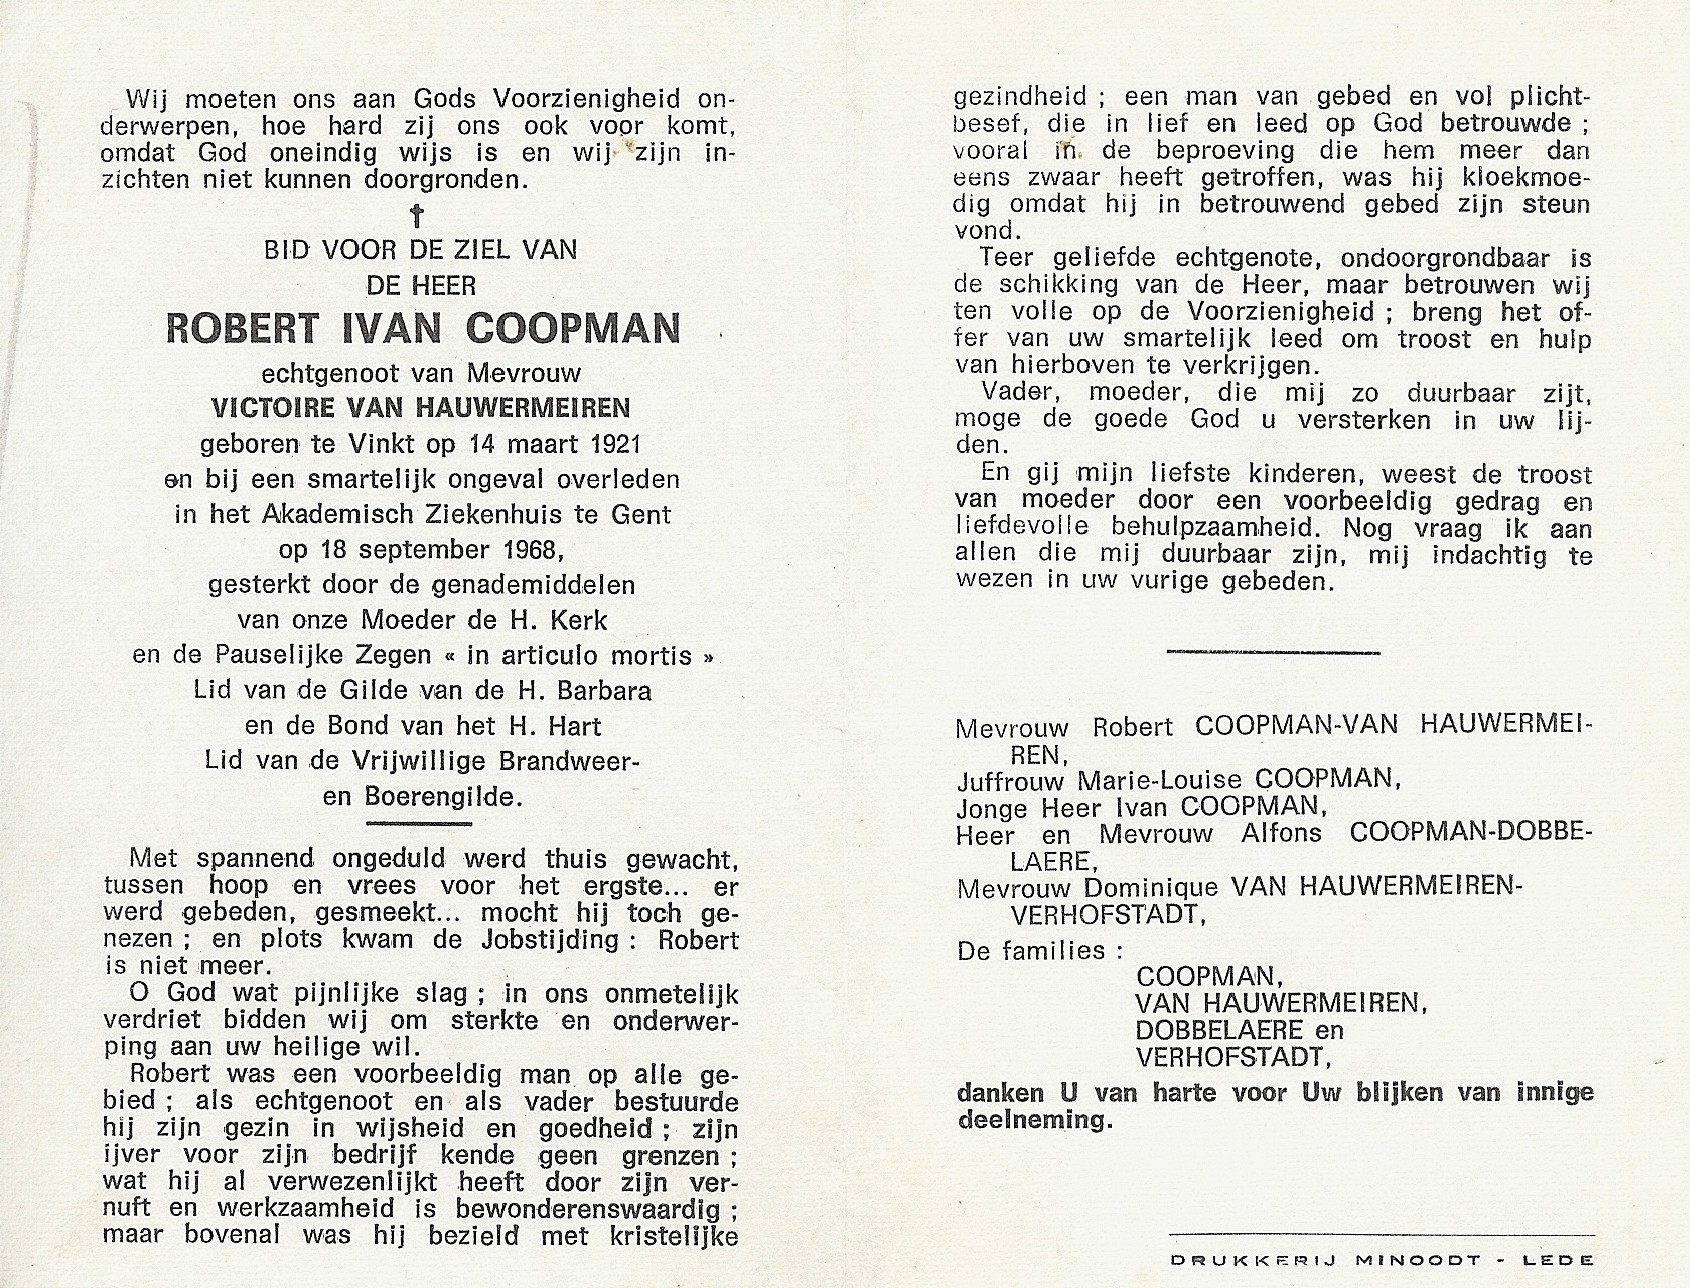 Wij moeten ons aan Gods Voorzienigheid on-
derwerpen, hoe hard zij ons ook voor komt,
omdat God oneindig wijs is en wij zijn in-
zichten niet kunnen doorgronden.
†
BID VOOR DE ZIEL VAN
DE HEER
ROBERT IVAN COOPMAN
echtgenoot van Mevrouw
VICTOIRE VAN HAUWERMEIREN
geboren te Vinkt op 14 maart 1921
en bij een smartelijk ongeval overleden
in het Akademisch Ziekenhuis te Gent
op 18 september 1968,
gesterkt door de genademiddelen
van onze Moeder de H. Kerk
en de Pauselijke Zegen « in articulo mortis »
Lid van de Gilde van de H. Barbara
en de Bond van het H. Hart
Lid van de Vrijwillige Brandweer-
en Boerengilde.
Met spannend ongeduld werd thuis gewacht,
tussen hoop en vrees voor het ergste... er
werd gebeden, gesmeekt... mocht hij toch ge-
nezen ; en plots kwam de Jobstijding : Robert
is niet meer.
O God wat pijnlijke slag ; in ons onmetelijk
verdriet bidden wij om sterkte en onderwer-
ping aan uw heilige wil.
Robert was een voorbeeldig man op alle ge-
bied ; als echtgenoot en als vader bestuurde
hij zijn gezin in wijsheid en goedheid ; zijn
ijver voor zijn bedrijf kende geen grenzen ;
wat hij al verwezenlijkt heeft door zijn ver-
nuft en werkzaamheid is bewonderenswaardig ;
maar bovenal was hij bezield met kristelijke
gezindheid ; een man van gebed en vol plicht-
besef, die in lief en leed op God betrouwde ;
vooral in de beproeving die hem meer dan
eens zwaar heeft getroffen, was hij kloekmoe-
dig omdat hij in betrouwend gebed zijn steun
vond.
Teer geliefde echtgenote, ondoorgrondbaar is
de schikking van de Heer, maar betrouwen wij
ten volle op de Voorzienigheid ; breng het of-
fer van uw smartelijk leed om troost en hulp
van hierboven te verkrijgen.
Vader, moeder, die mij zo duurbaar zijt,
moge de goede God u versterken in uw lij-
den.
En gij mijn liefste kinderen, weest de troost
van moeder door een voorbeeldig gedrag en
liefdevolle behulpzaamheid. Nog vraag ik aan
allen die mij duurbaar zijn, mij indachtig te
wezen in uw vurige gebeden.
Mevrouw Robert COOPMAN-VAN HAUWERMEI-
REN,
Juffrouw Marie-Louise COOPMAN,
Jonge Heer Ivan COOPMAN,
Heer en Mevrouw Alfons COOPMAN-DOBBE-
LAERE,
Mevrouw Dominique VAN HAUWERMEIREN-
VERHOFSTADT,
De families :
COOPMAN,
VAN HAUWERMEIREN,
DOBBELAERE en
VERHOFSTADT,
danken U van harte voor Uw blijken van innige
deelneming.
DRUKKERIJ MINOODT - LEDE